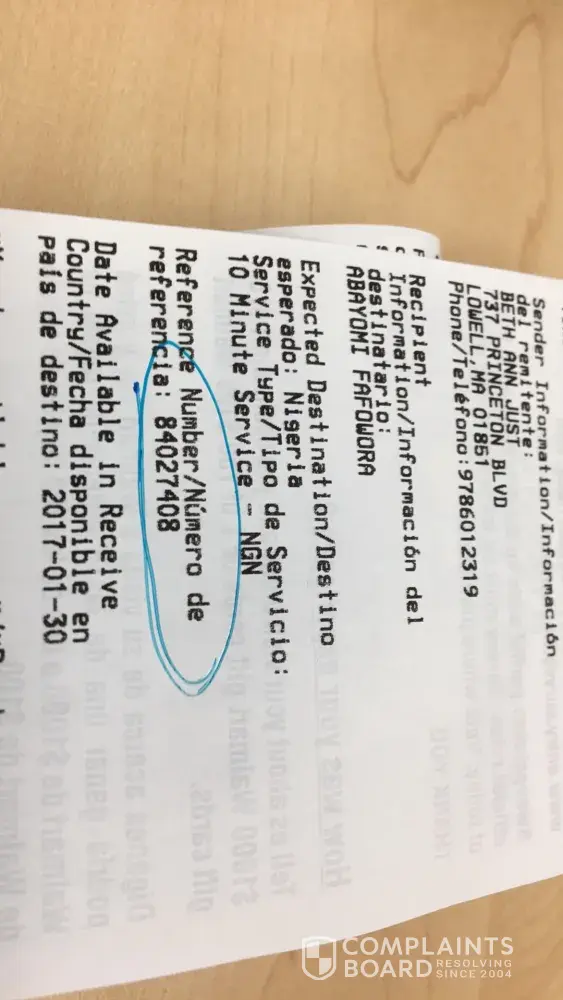 Sender Information/Información
del remitente:
BETH ANN JUST
737 PRINCETON BLVD
LOWELL, MA 01851
Phone/Teléfono:9786012319
Recipient
Information/Información del
destinatario:
ABAYOMI FAFOWORA
Expected Destination/Destino
esperado: Nigeria
Service Type/Tipo de Servicio:
10 Minute Service - NGN
Reference Number/Número de
referencia: 84027408
Date Available in Receive
Country/Fecha disponible en
país de destino: 2017-01-30
COMPLAINTS
BOARD RESOLVING
SINCE 2004